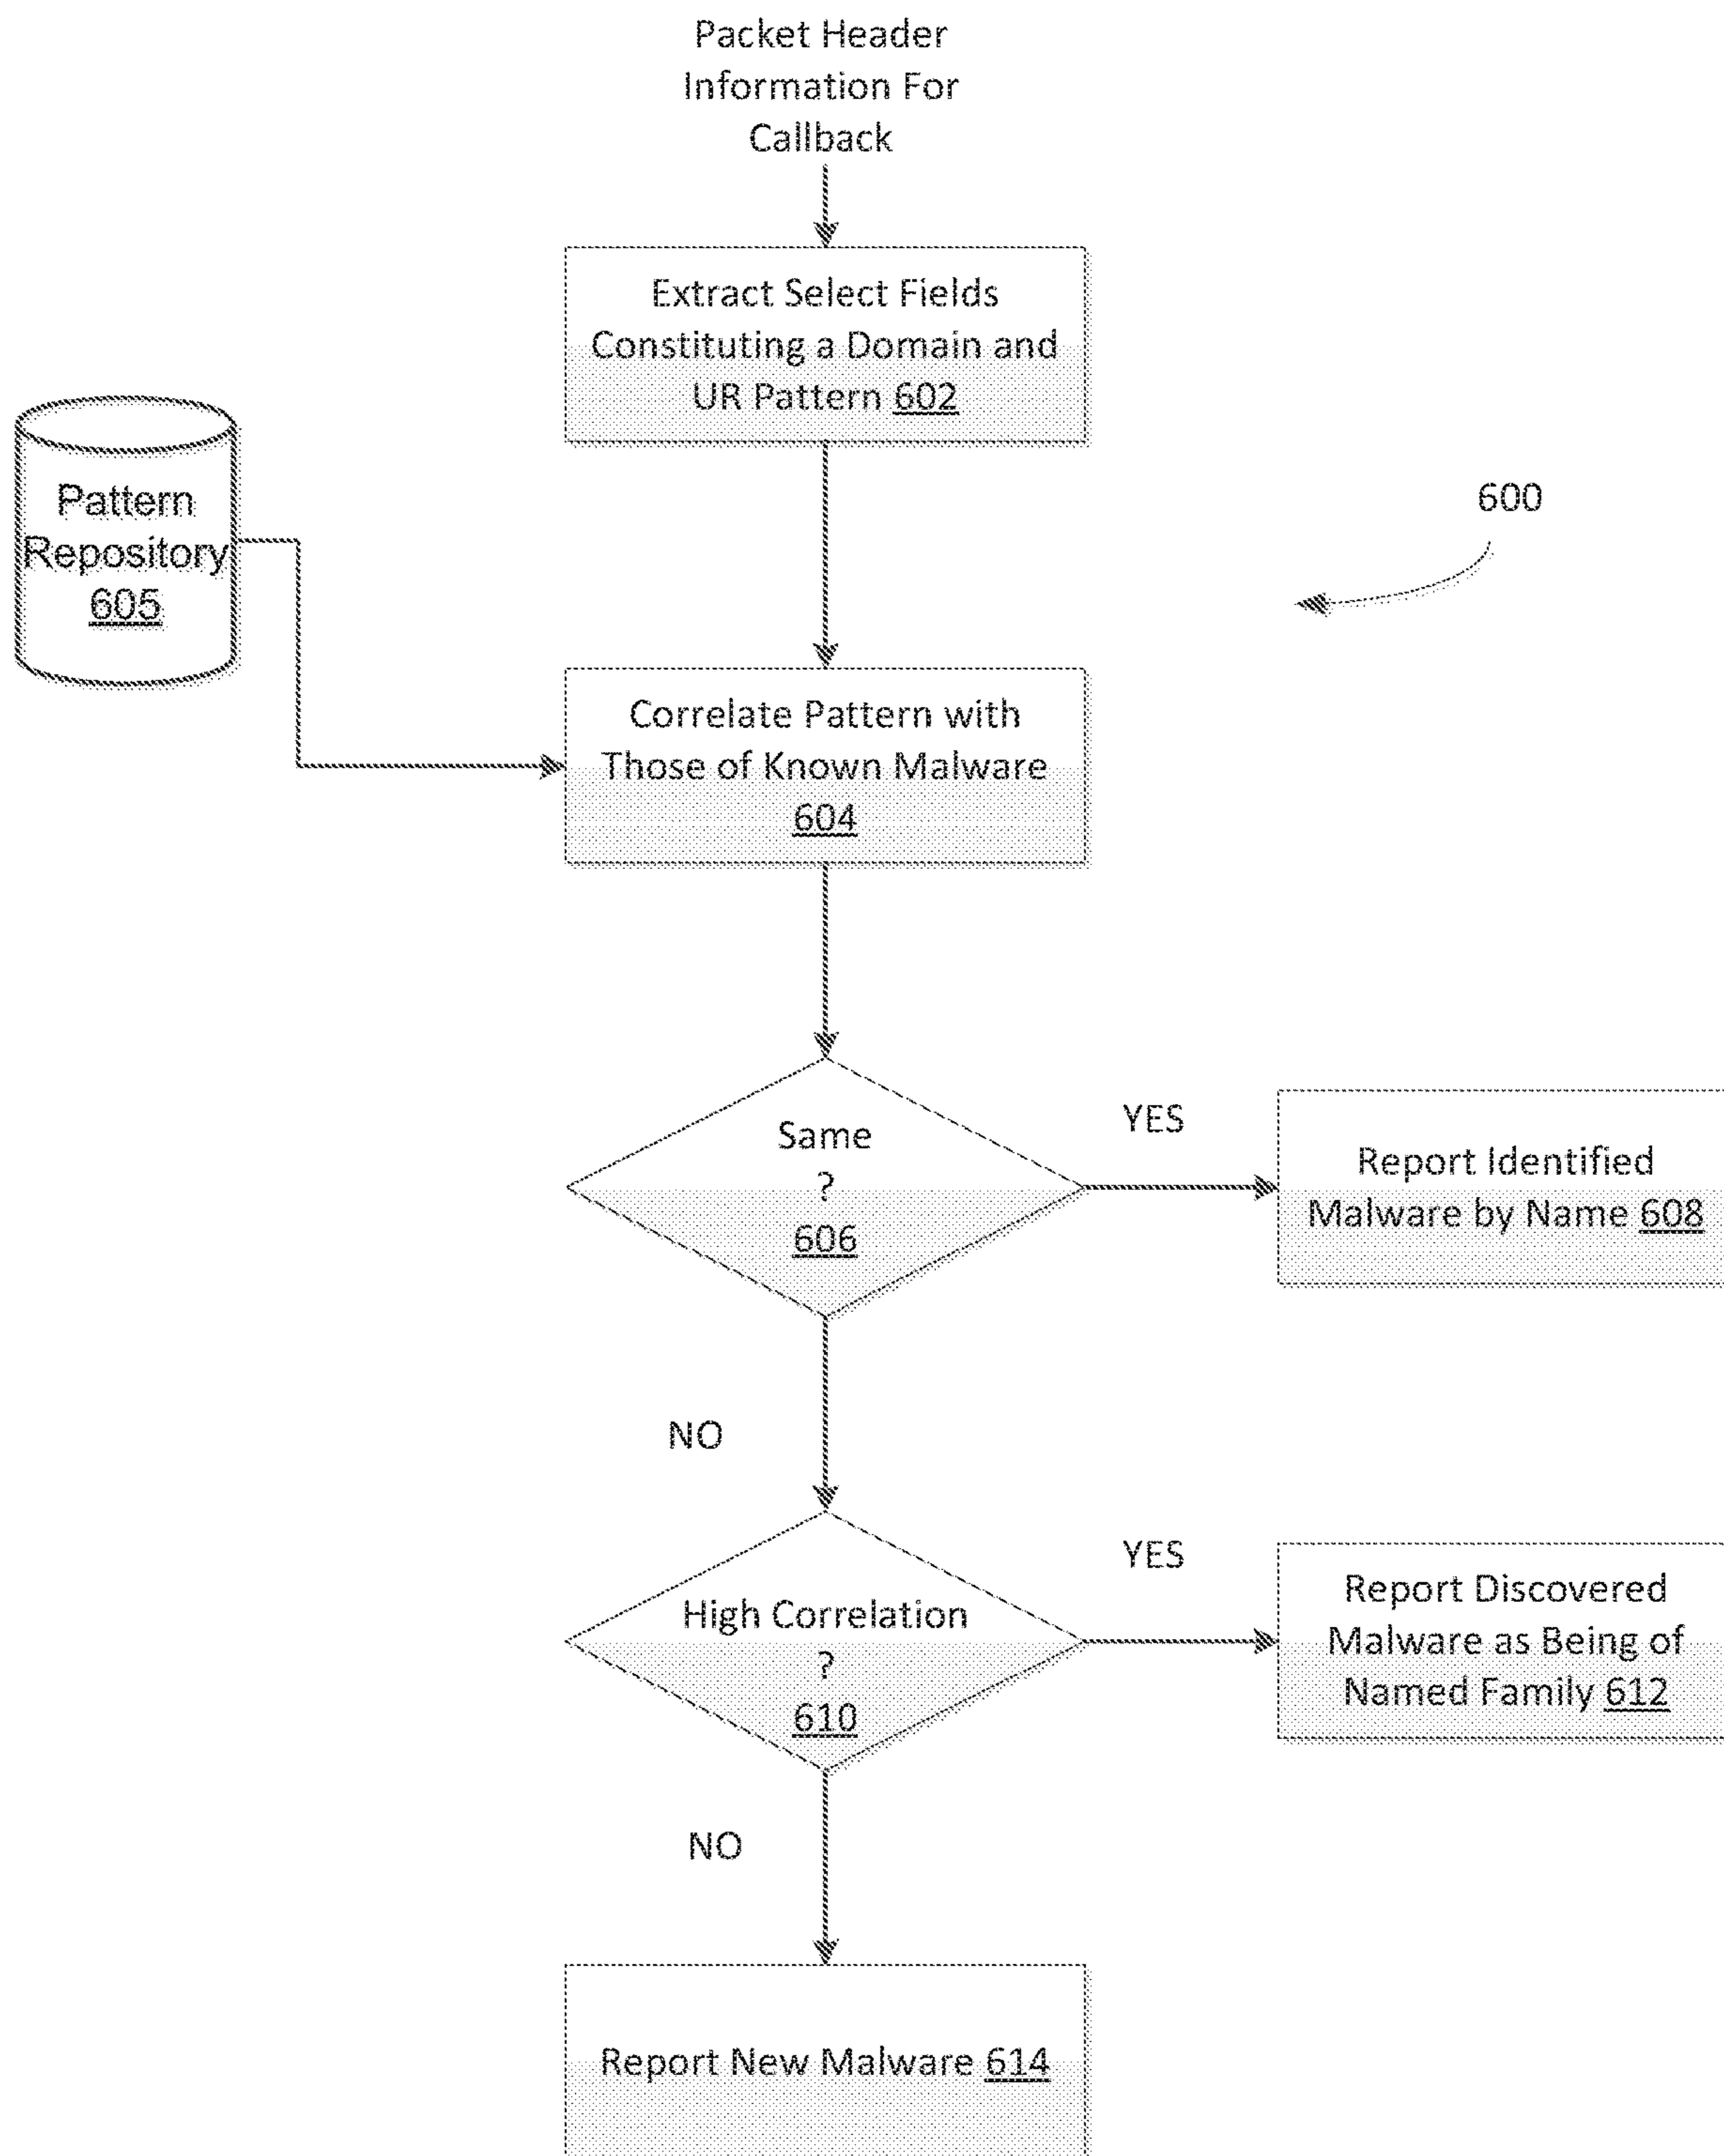 Packet Header
Information For
Callback
Extract Select Fields
Constituting a Domain and
UR Pattern 602
Pattern
Repository
605
600
Correlate Pattern with
Those of Known Malware
604
Same
?
606
YES
Report Identified
Malware by Name 608
NO
High Correlation
?
610
YES
Report Discovered
Malware as Being of
Named Family 612
NO
Report New Malware 614